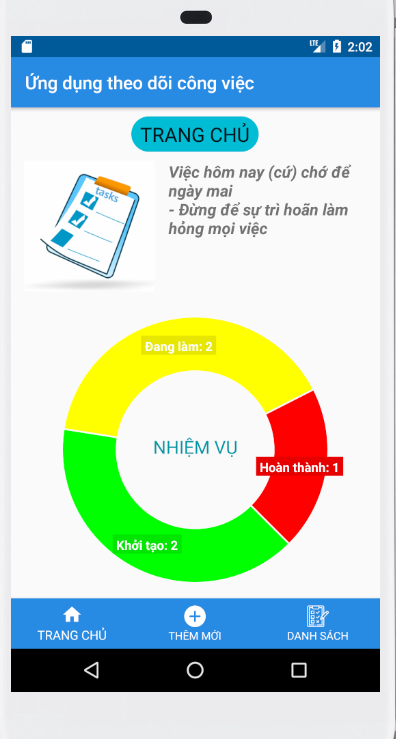 LTE 2:02
Ứng dụng theo dõi công việc
TRANG CHỦ
tasks
Việc hôm nay (cứ) chớ để
ngày mai
- Đừng để sự trì hoãn làm
hỏng mọi việc
Đang làm: 2
NHIỆM VỤ
Hoàn thành: 1
Khởi tạo: 2
TRANG CHỦ
THÊM MỚI
DANH SÁCH